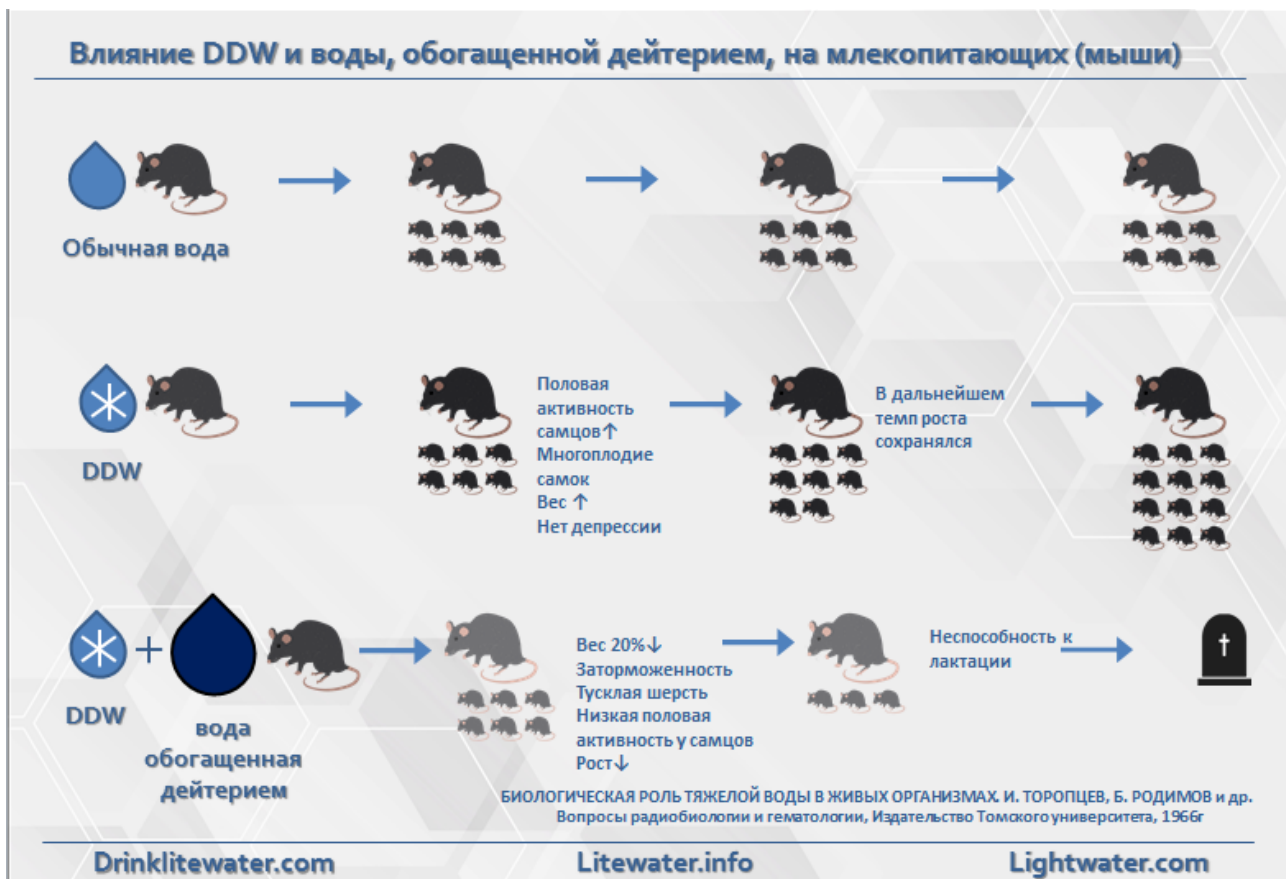 Влияние DDW и воды, обогащенной дейтерием, на млекопитающих (мыши)
Обычная вода
DDW
Половая
активность
самцов↑
Многоплодие
самок
Вес ↑
Нет депрессии
В дальнейшем
темп роста
сохранялся
DDW
+
вода
обогащенная
дейтерием
Вес 20%↓
Заторможенность
Тусклая шерсть
Низкая половая
активность у самцов
Рост↓
Неспособность к
лактации
БИОЛОГИЧЕСКАЯ РОЛЬ ТЯЖЕЛОЙ ВОДЫ В ЖИВЫХ ОРГАНИЗМАХ. И. ТОРОПЦЕВ, Б. РОДИМОВ и др.
Вопросы радиобиологии и гематологии, Издательство Томского университета, 1966г
Drinklitewater.com
Litewater.info
Lightwater.com